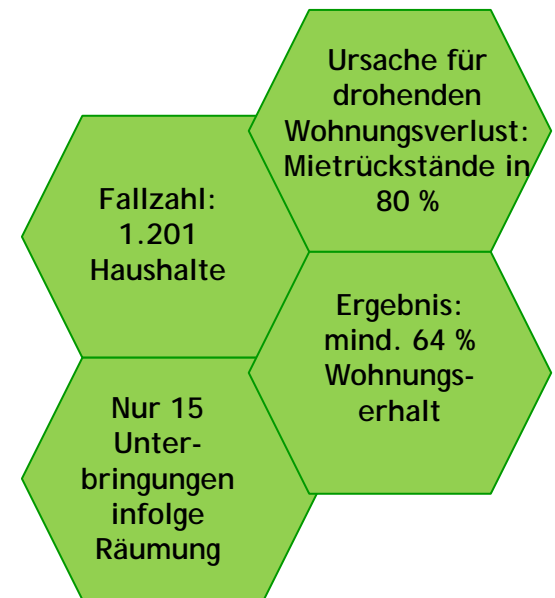 Ursache für
drohenden
Wohnungsverlust:
Mietrückstände in
80 %
Fallzahl:
1.201
Haushalte
Ergebnis:
mind. 64 %
Wohnungs-
erhalt
Nur 15
Unter-
bringungen
infolge
Räumung